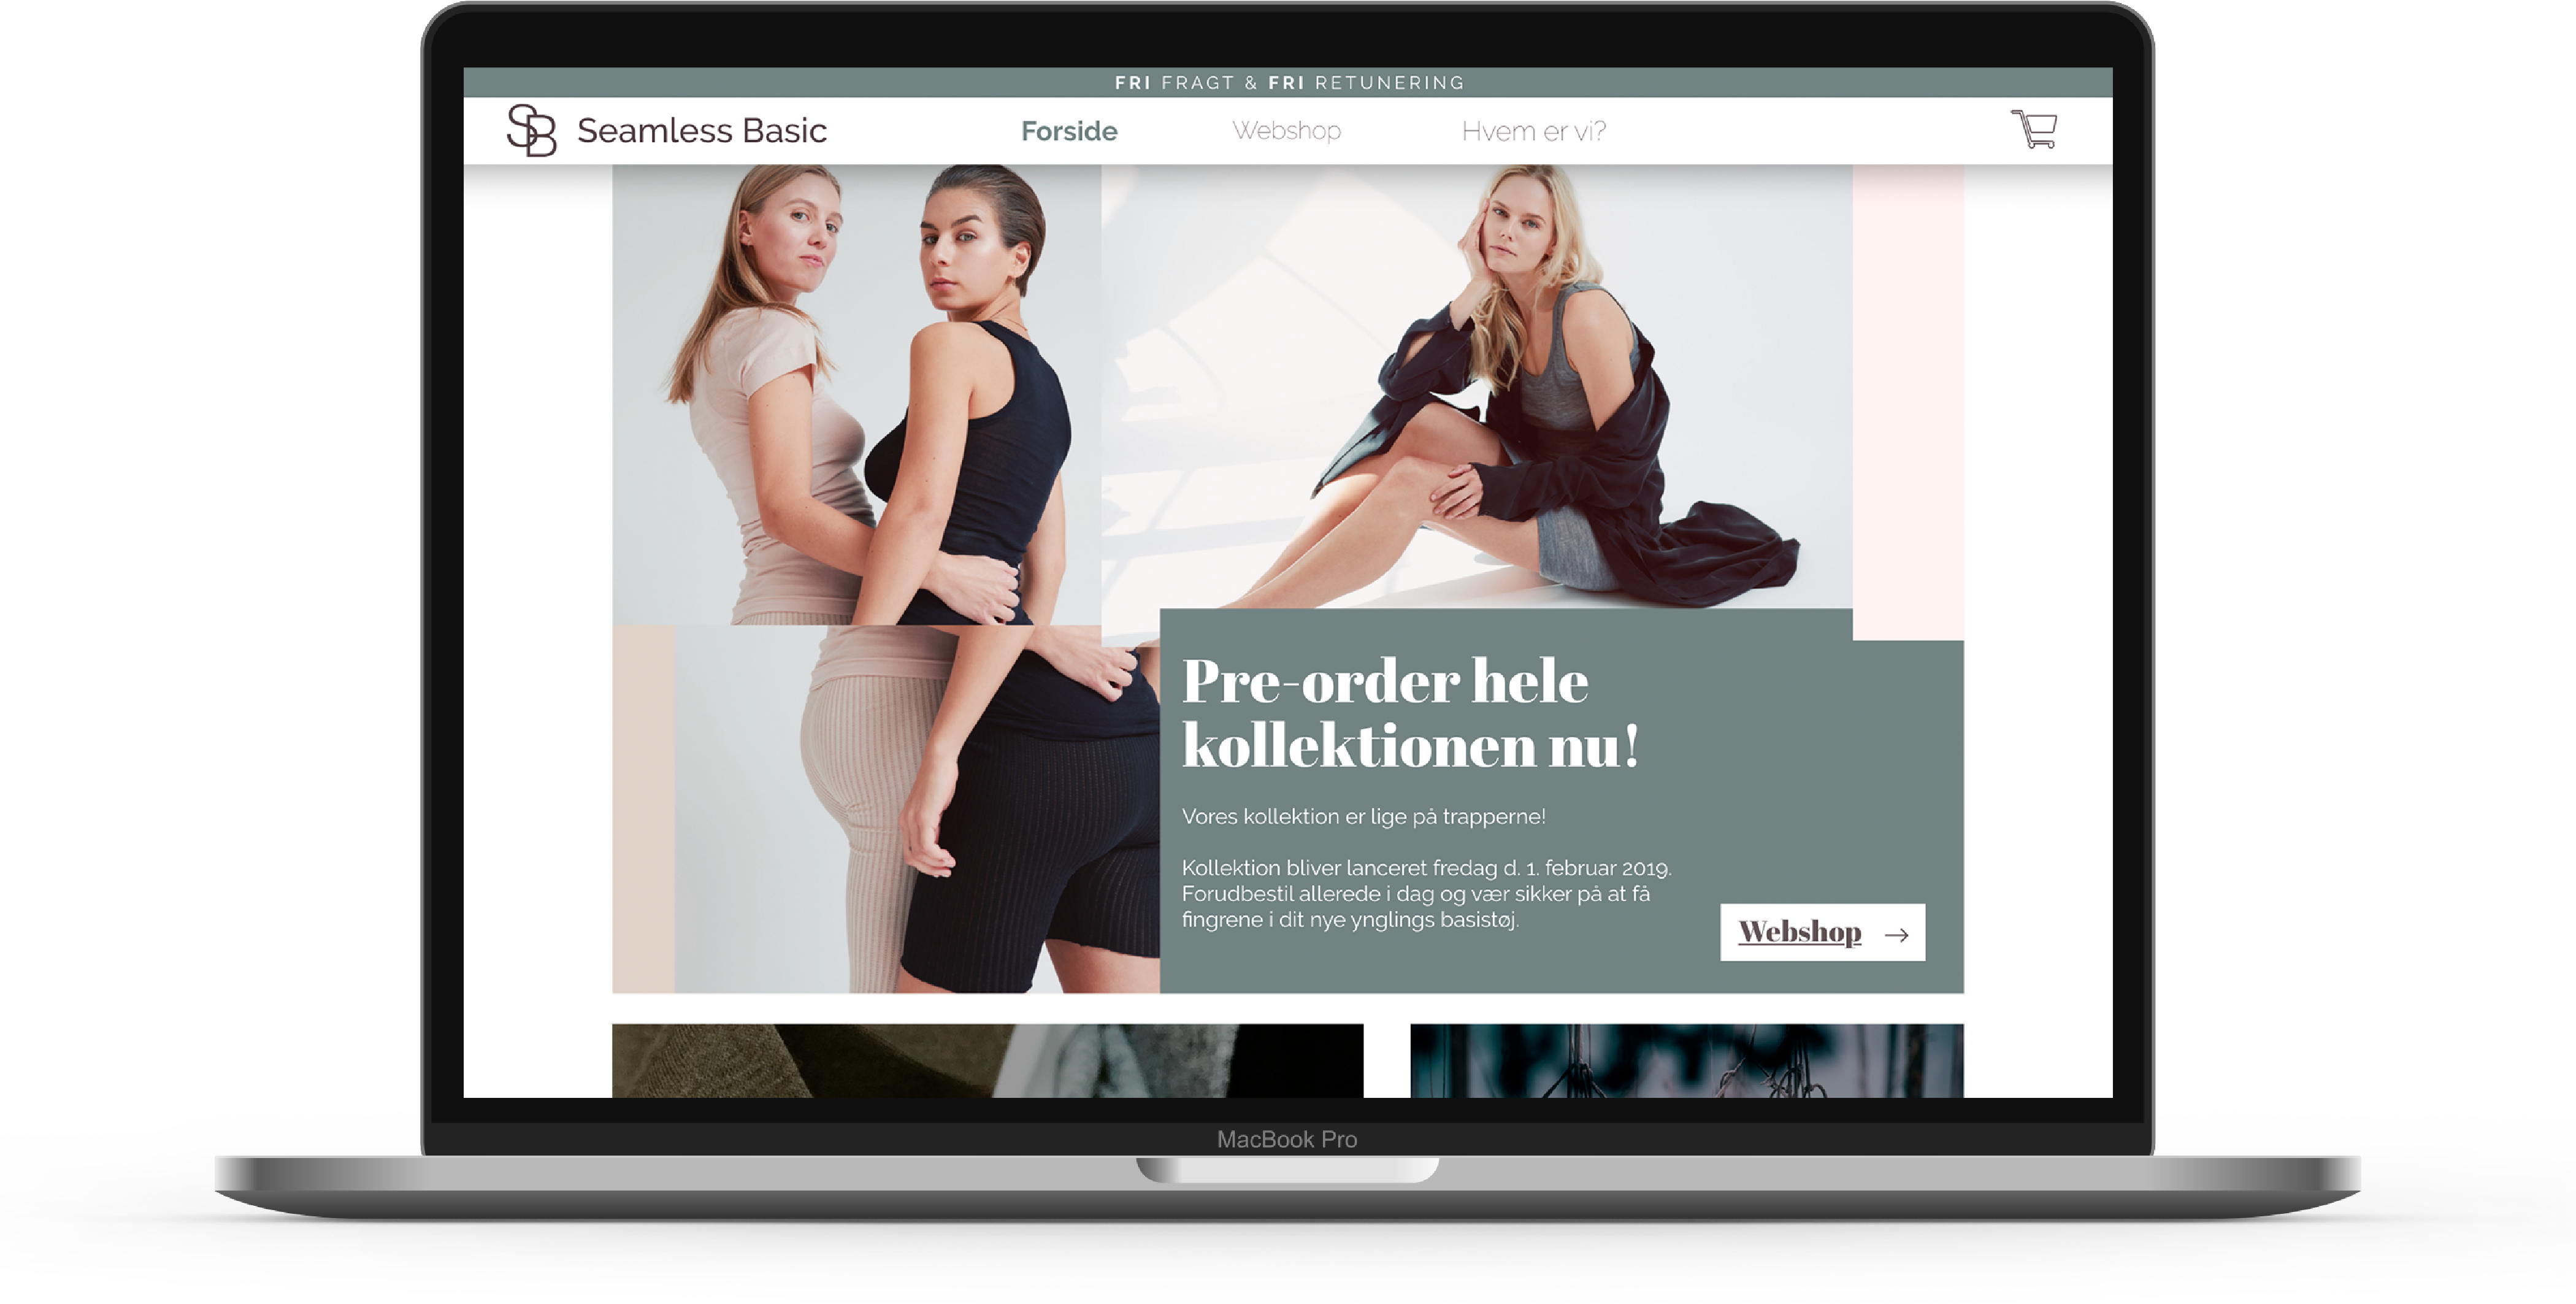 FRI FRAGT & FRI RETUNERING
SB Seamless Basic
Forside
Webshop
Hvem er vi?
Pre-order hele
kollektionen nu!
Vores kollektion er lige på trapperne!
Kollektion bliver lanceret fredag d. 1. februar 2019.
Forudbestil allerede i dag og vær sikker på at få
fingrene i dit nye ynglings basistøj.
Webshop →
MacBook Pro